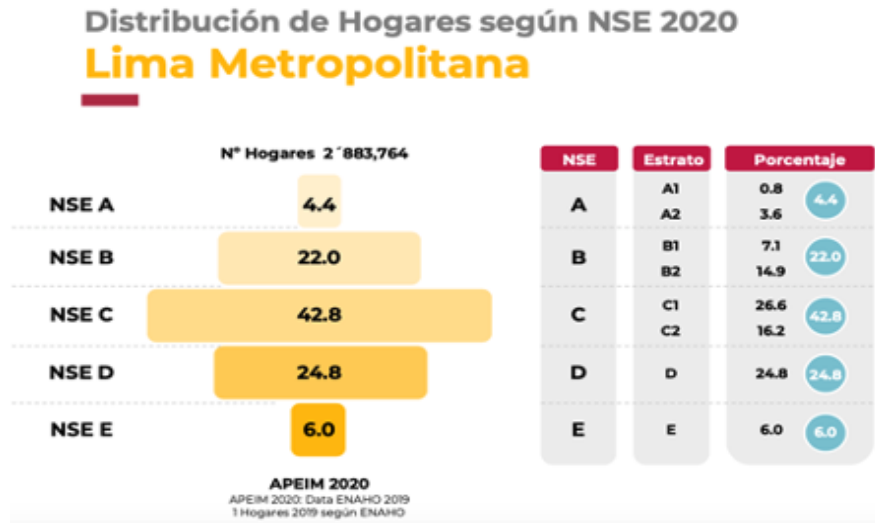 Distribución de Hogares según NSE 2020
Lima Metropolitana
N° Hogares 2´883,764
NSE A 4.4
NSE B 22.0
NSE C 42.8
NSE D 24.8
NSE E 6.0
APEIM 2020
APEIM 2020: Data ENAHO 2019
1 Hogares 2019 según ENAHO
NSE Estrato Porcentaje
A1 0.8
A 4.4
A2 3.6
B1 7.1
B 22.0
B2 14.9
C1 26.6
C 42.8
C2 16.2
D D 24.8 24.8
E E 6.0 6.0